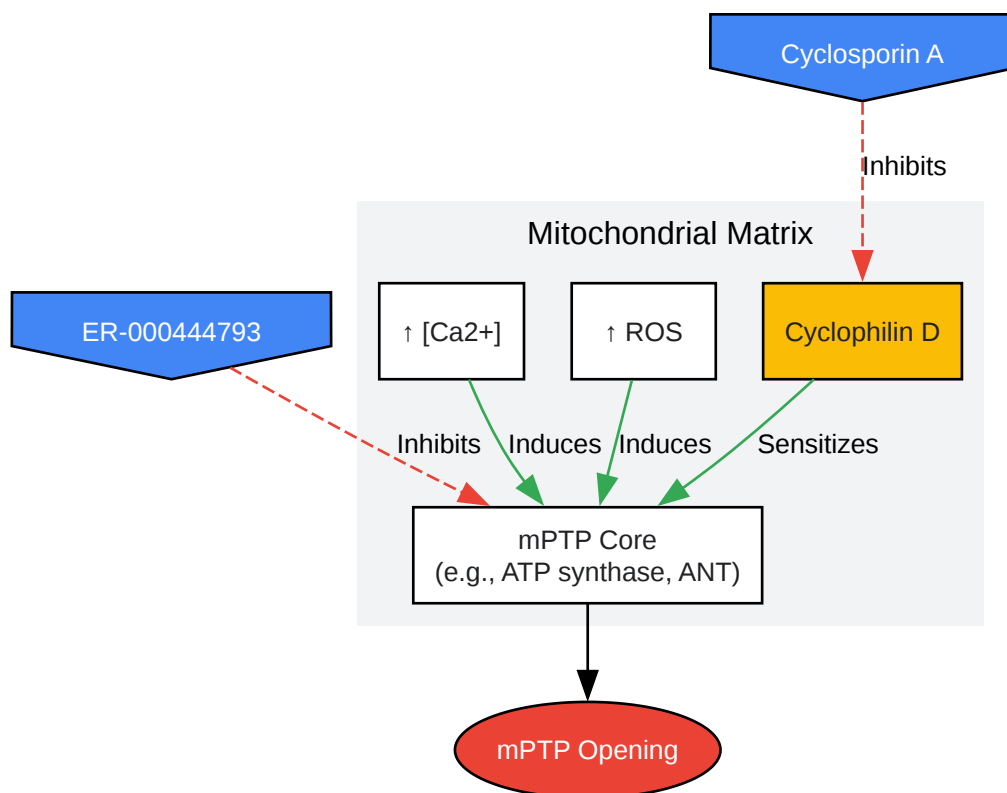 Cyclosporin A
Inhibits
Mitochondrial Matrix
ER-000444793
↑ [Ca2+]
↑ ROS
Cyclophilin D
Inhibits
Induces
Induces
Sensitizes
mPTP Core
(e.g., ATP synthase, ANT)
mPTP Opening